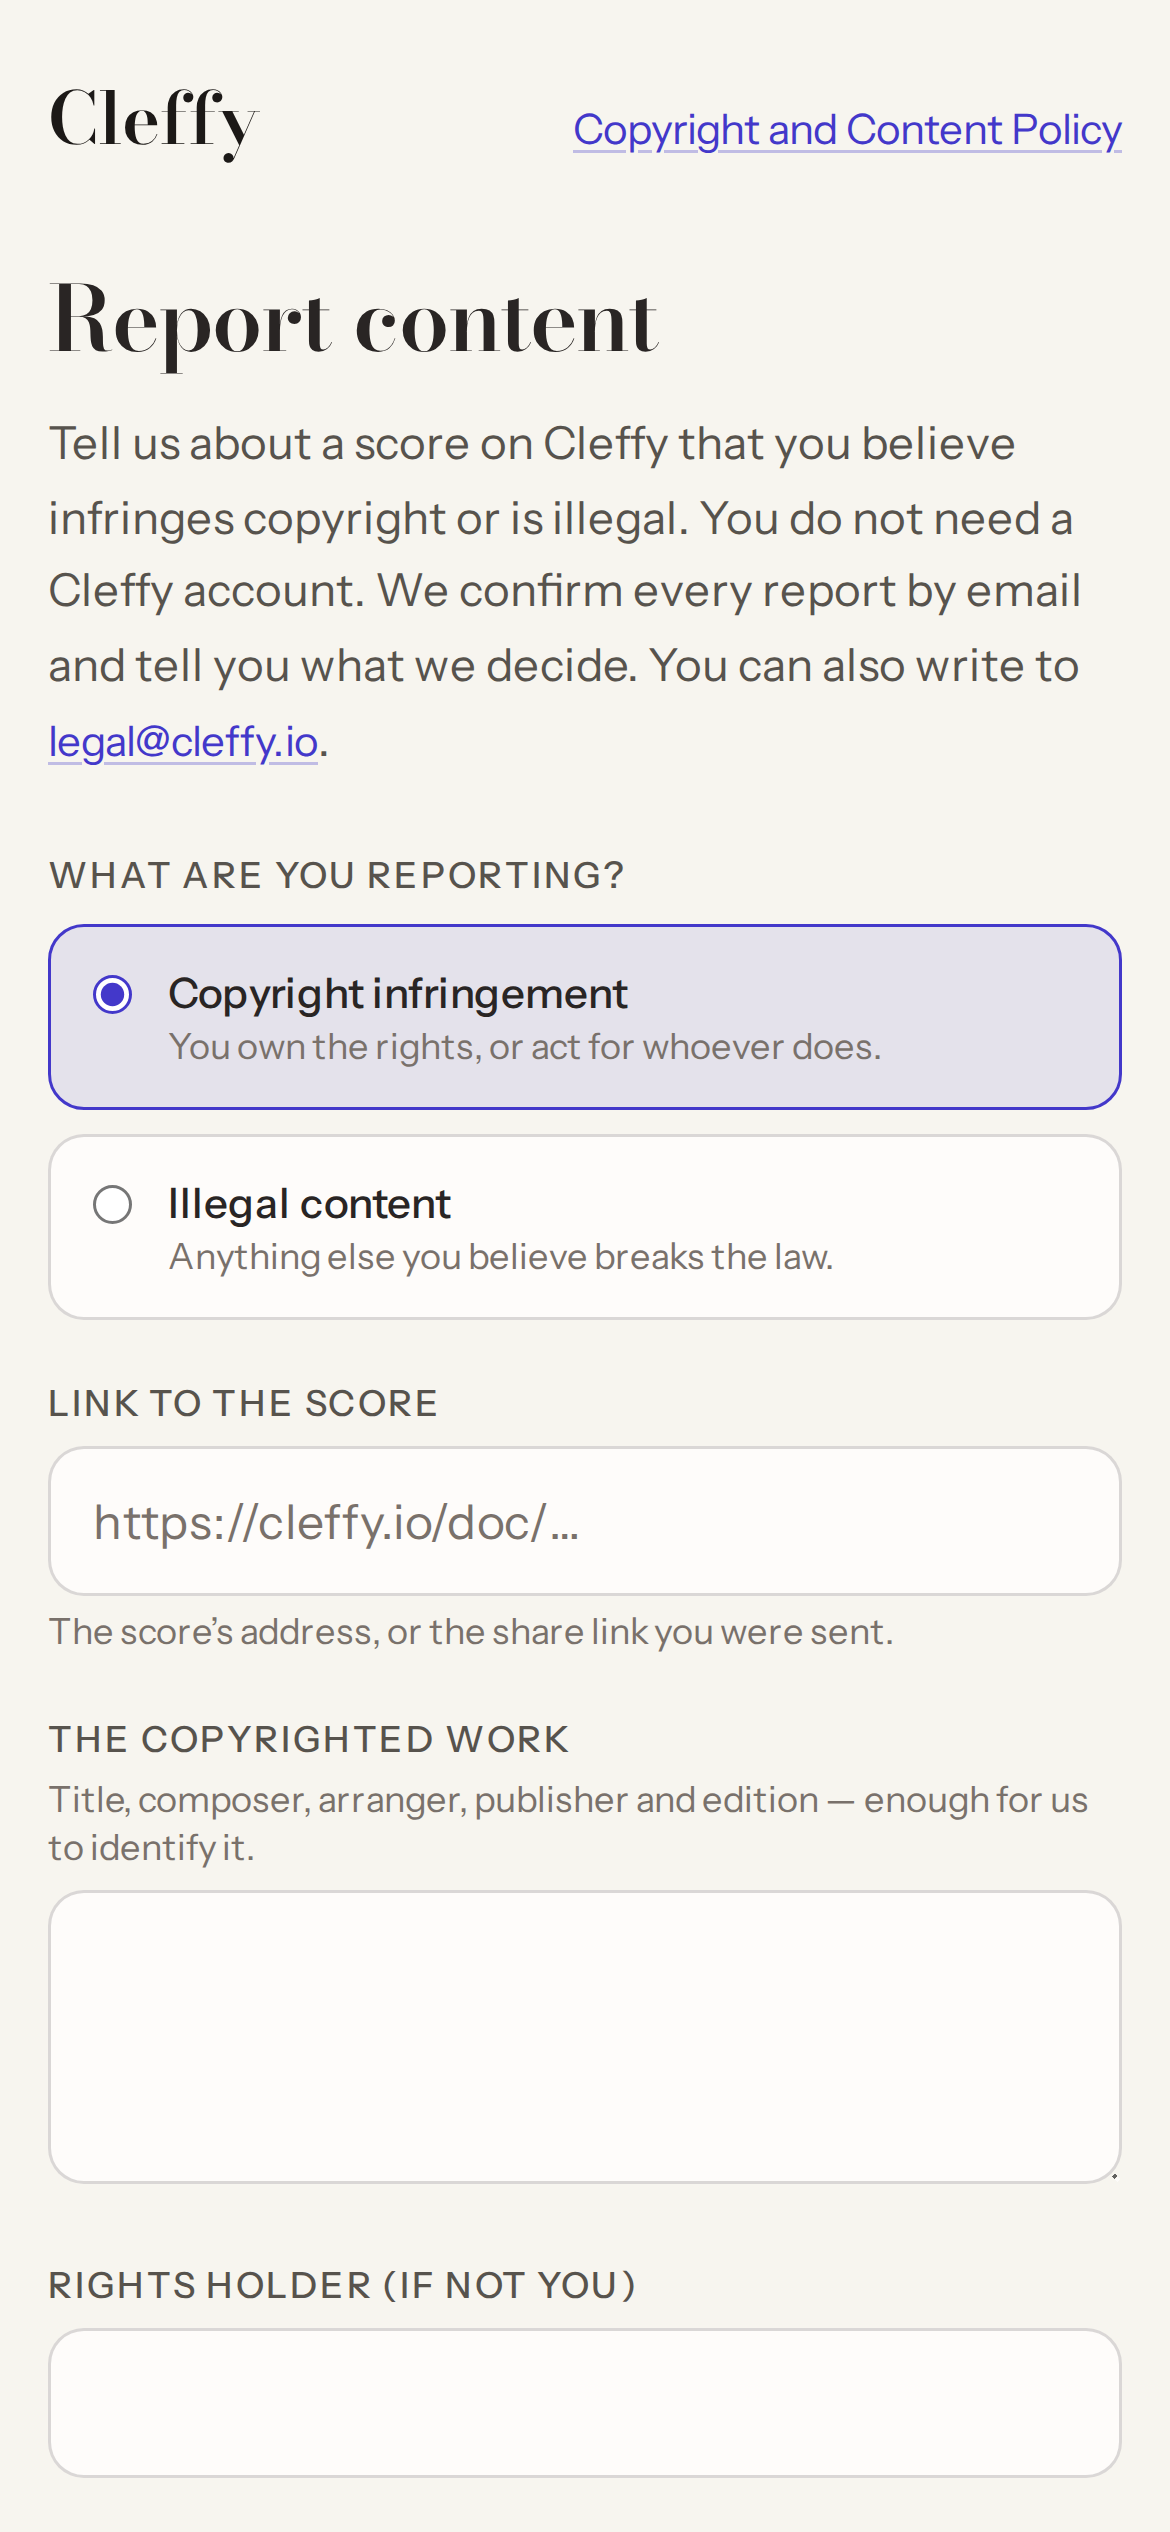 Cleffy
Copyright and Content Policy
Report content
Tell us about a score on Cleffy that you believe
infringes copyright or is illegal. You do not need a
Cleffy account. We confirm every report by email
and tell you what we decide. You can also write to
legal@cleffy.io.
WHAT ARE YOU REPORTING?
Copyright infringement
You own the rights, or act for whoever does.
Illegal content
Anything else you believe breaks the law.
LINK TO THE SCORE
https://cleffy.io/doc/…
The score’s address, or the share link you were sent.
THE COPYRIGHTED WORK
Title, composer, arranger, publisher and edition — enough for us
to identify it.
RIGHTS HOLDER (IF NOT YOU)